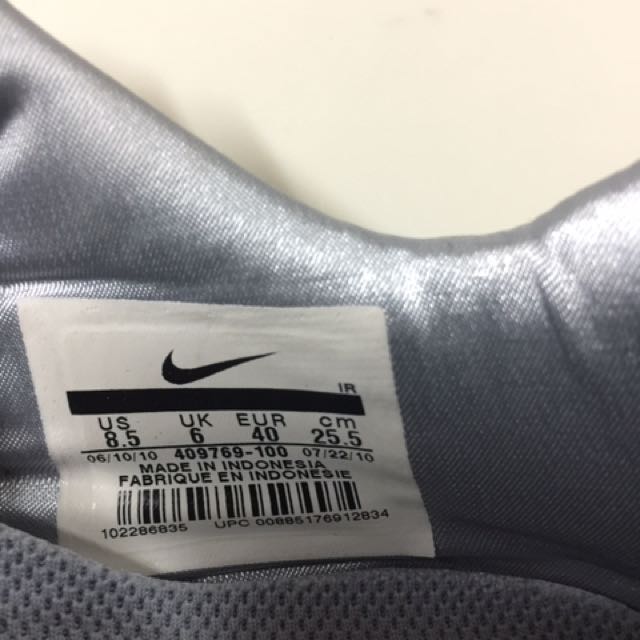 IR
US UK EUR cm
8.5 6 40 25.5
06/10/10 409769-100 07/22/10
MADE IN INDONESIA
FABRIQUE EN INDONESIE
102286835 UPC 00885176912834